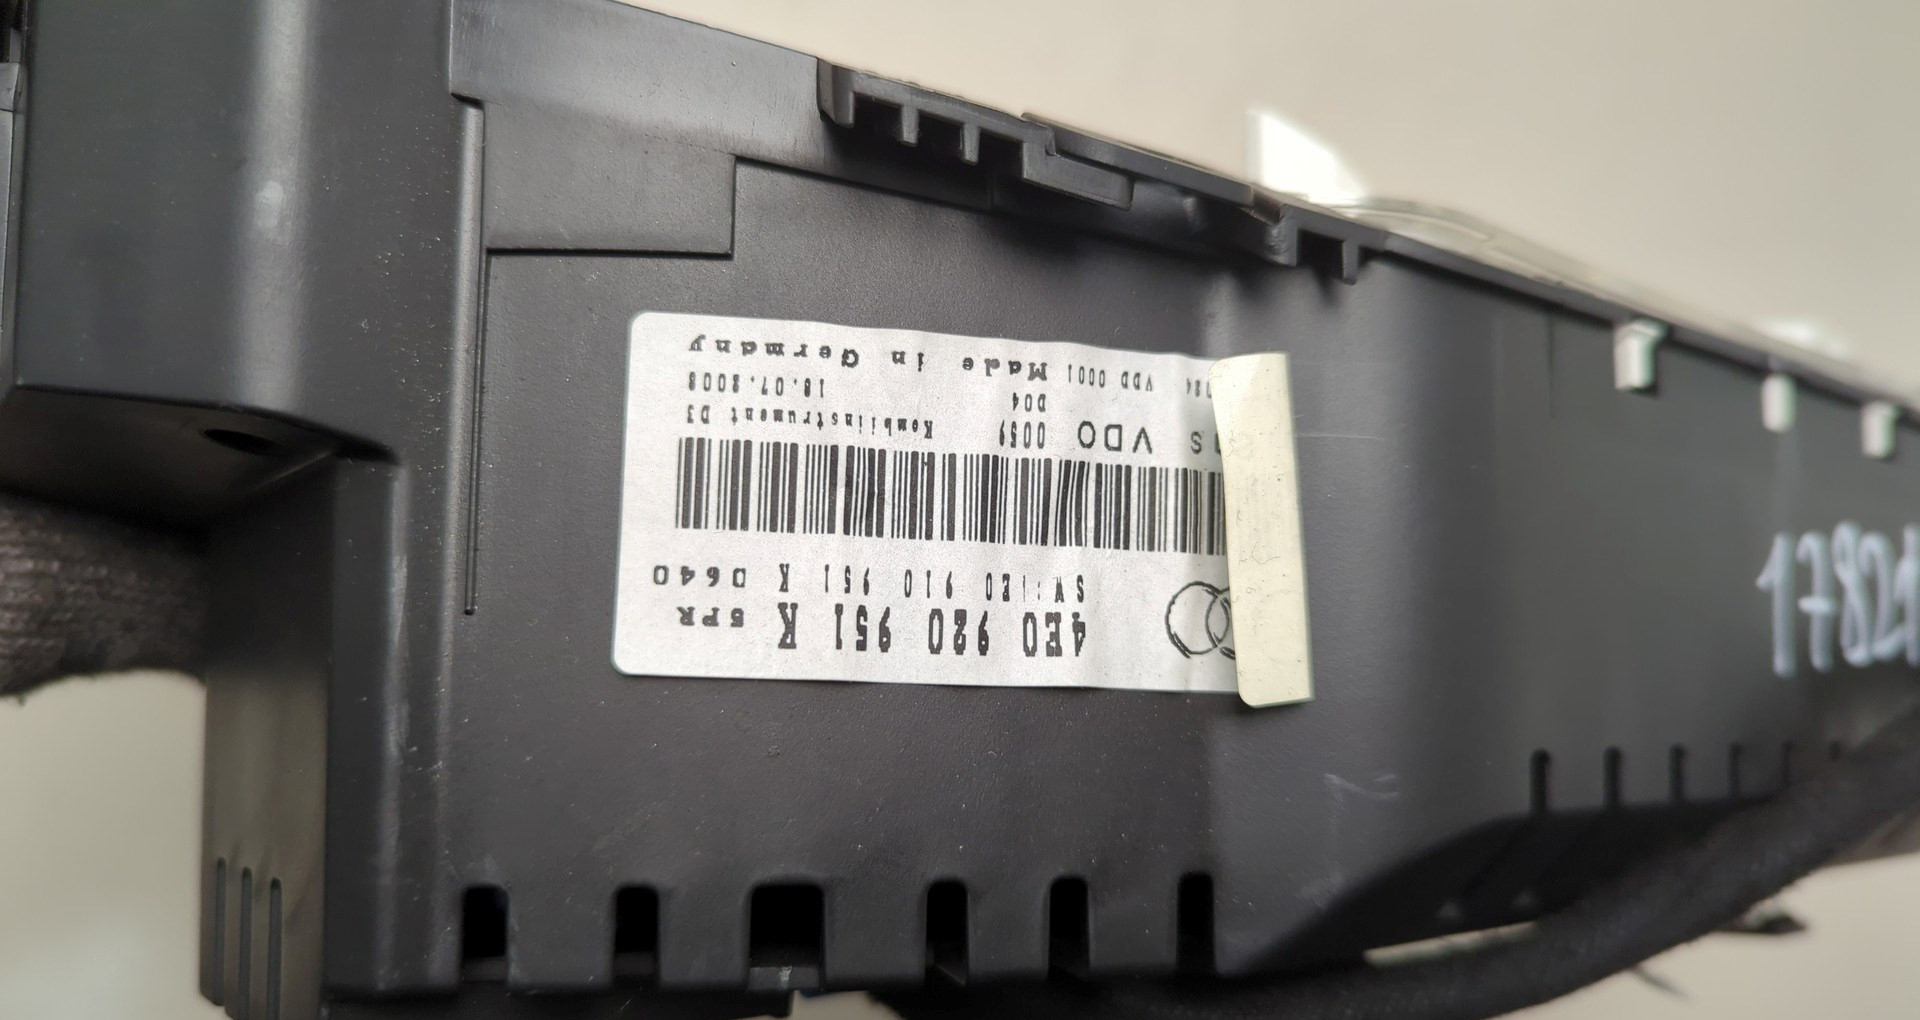 4E0 920 951 K 5PR
SW:4E0 910 951 K 0640
S VDO 0059 Kombiinstrument D3
D04 18.07.2008
VDD 0001 Made in Germany
17821